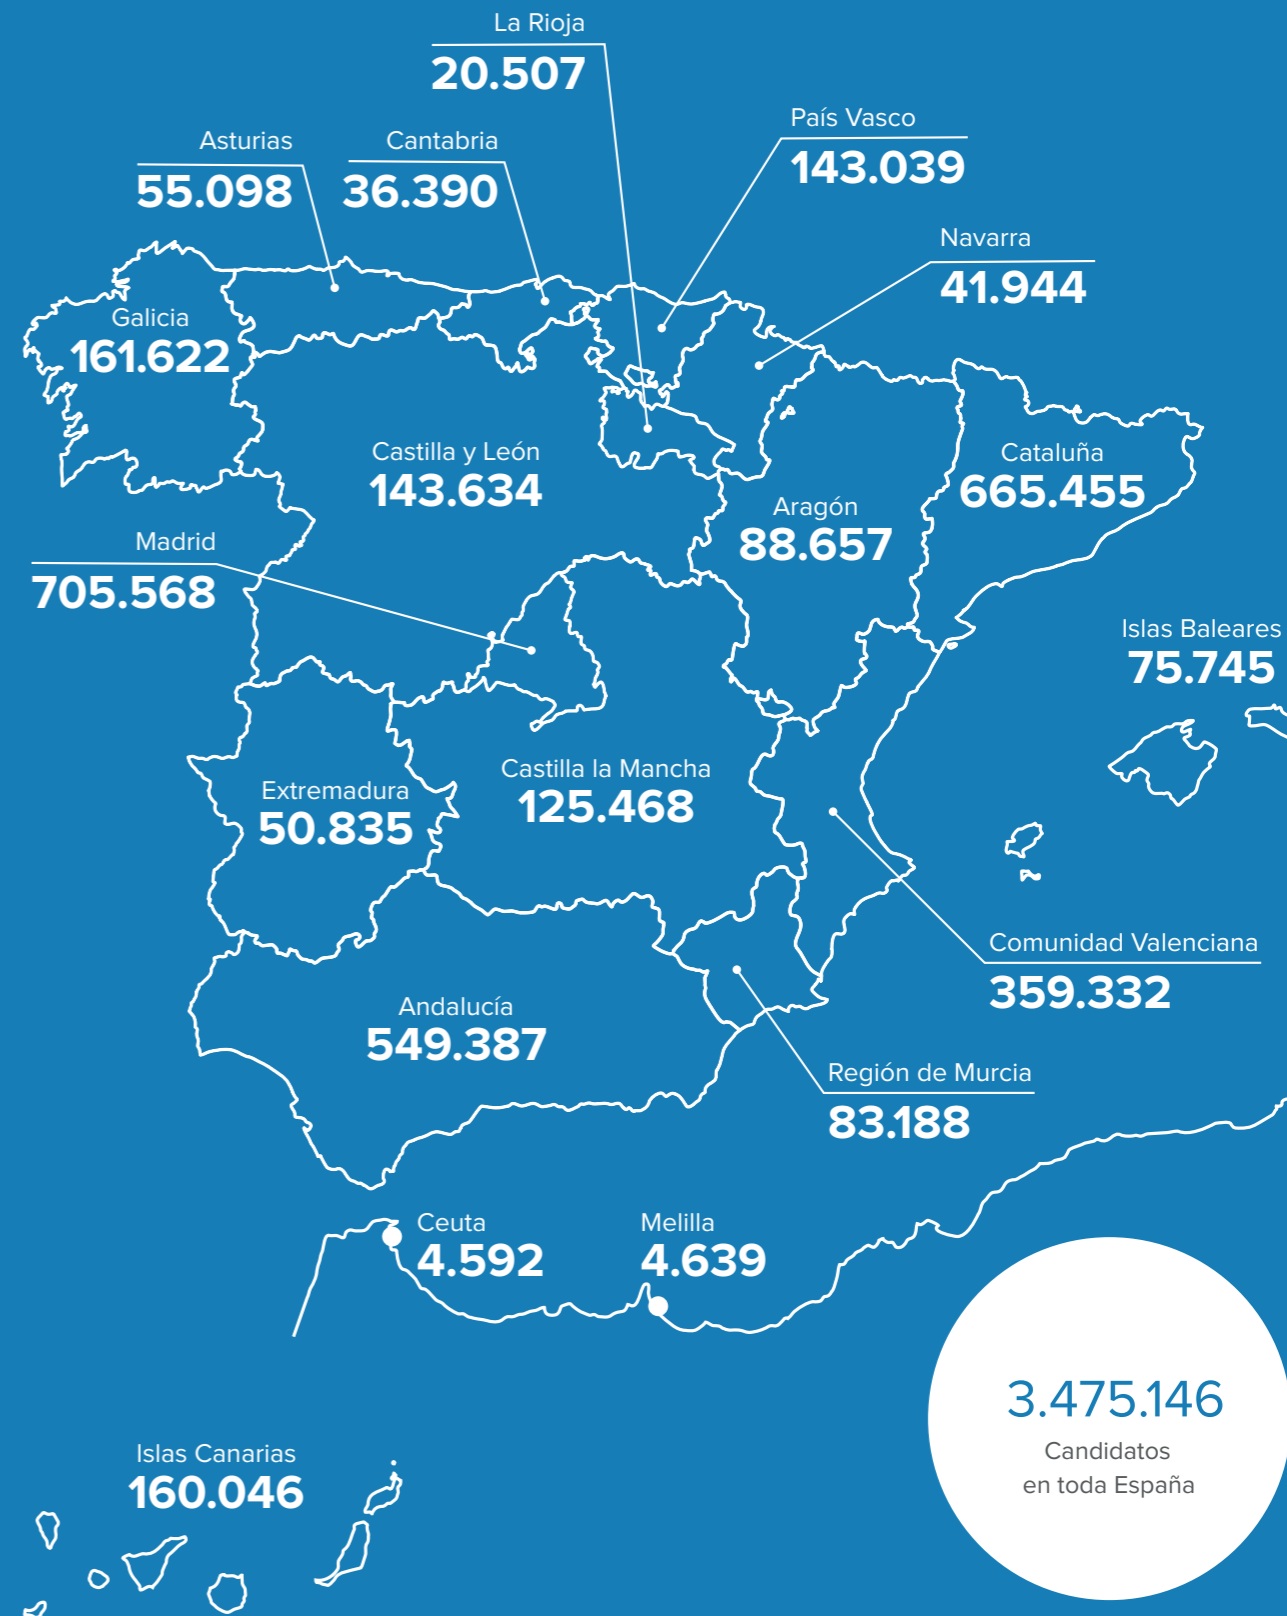 La Rioja
20.507
País Vasco
143.039
Asturias
55.098
Cantabria
36.390
Navarra
41.944
Galicia
161.622
Castilla y León
143.634
Cataluña
665.455
Aragón
88.657
Madrid
705.568
Islas Baleares
75.745
Castilla la Mancha
125.468
Extremadura
50.835
Comunidad Valenciana
359.332
Andalucía
549.387
Región de Murcia
83.188
Ceuta
4.592
Melilla
4.639
3.475.146
Candidatos
en toda España
Islas Canarias
160.046